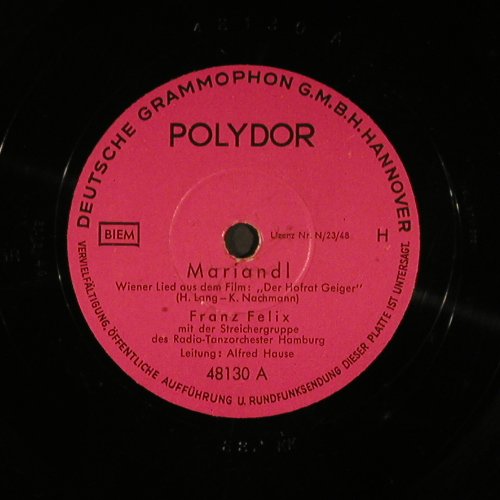 DEUTSCHE GRAMMOPHON G.M.B.H. HANNOVER
POLYDOR
BIEM
Lizenz Nr. N/23/48
H
Mariandl
Wiener Lied aus dem Film: „Der Hofrat Geiger"
(H. Lang – K. Nachmann)
Franz Felix
mit der Streichergruppe
des Radio-Tanzorchester Hamburg
Leitung: Alfred Hause
48130 A
VERVIELFÄLTIGUNG, ÖFFENTLICHE AUFFÜHRUNG U. RUNDFUNKSENDUNG DIESER PLATTE IST UNTERSAGT.